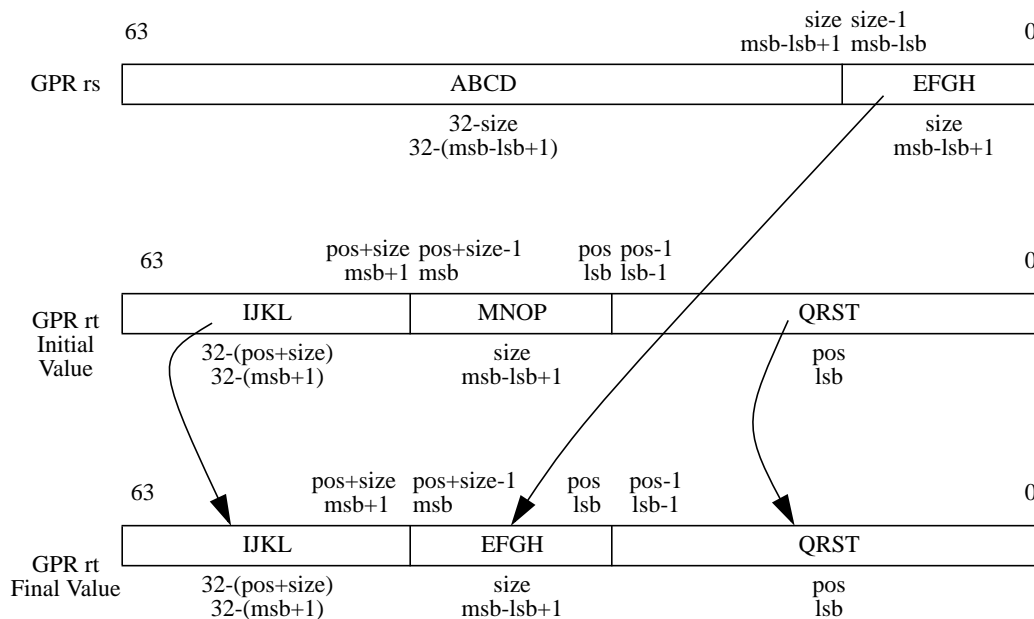 63 size size-1 0
msb-lsb+1 msb-lsb
GPR rs ABCD EFGH
32-size size
32-(msb-lsb+1) msb-lsb+1
63 pos+size pos+size-1 pos pos-1 0
msb+1 msb lsb lsb-1
GPR rt
Initial
Value
IJKL MNOP QRST
32-(pos+size) size pos
32-(msb+1) msb-lsb+1 lsb
63 pos+size pos+size-1 pos pos-1 0
msb+1 msb lsb lsb-1
GPR rt
Final Value
IJKL EFGH QRST
32-(pos+size) size pos
32-(msb+1) msb-lsb+1 lsb